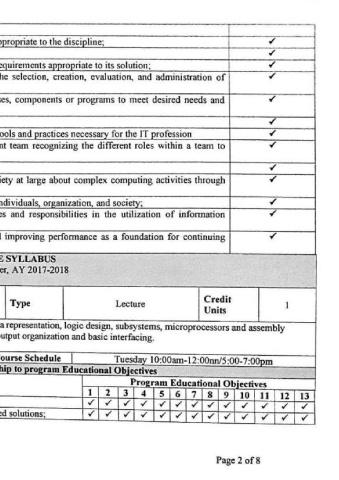 ppropriate to the discipline; ✓
✓
equirements appropriate to its solution; ✓
he selection, creation, evaluation, and administration of ✓
ses, components or programs to meet desired needs and ✓
✓
ools and practices necessary for the IT profession ✓
nt team recognizing the different roles within a team to ✓
✓
iety at large about complex computing activities through ✓
ndividuals, organization, and society; ✓
es and responsibilities in the utilization of information ✓
l improving performance as a foundation for continuing ✓
E SYLLABUS
er, AY 2017-2018
Type Lecture Credit Units 1
a representation, logic design, subsystems, microprocessors and assembly
utput organization and basic interfacing.
ourse Schedule Tuesday 10:00am-12:00nn/5:00-7:00pm
hip to program Educational Objectives
Program Educational Objectives
1 2 3 4 5 6 7 8 9 10 11 12 13
✓ ✓ ✓ ✓ ✓ ✓ ✓ ✓ ✓ ✓ ✓ ✓ ✓
ed solutions; ✓ ✓ ✓ ✓ ✓ ✓ ✓ ✓ ✓ ✓ ✓ ✓ ✓
Page 2 of 8